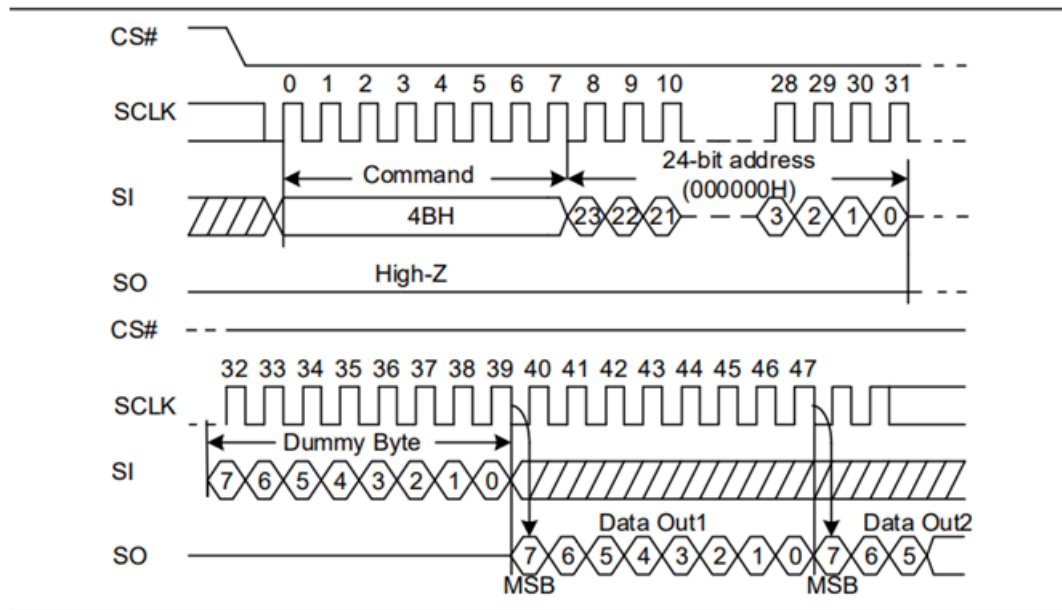 CS#
0 1 2 3 4 5 6 7 8 9 10 28 29 30 31
SCLK
Command 24-bit address
(000000H)
SI
4BH 23 22 21 3 2 1 0
High-Z
SO
CS#
32 33 34 35 36 37 38 39 40 41 42 43 44 45 46 47
SCLK
Dummy Byte
SI
7 6 5 4 3 2 1 0
Data Out1 Data Out2
SO
7 6 5 4 3 2 1 0 7 6 5
MSB MSB